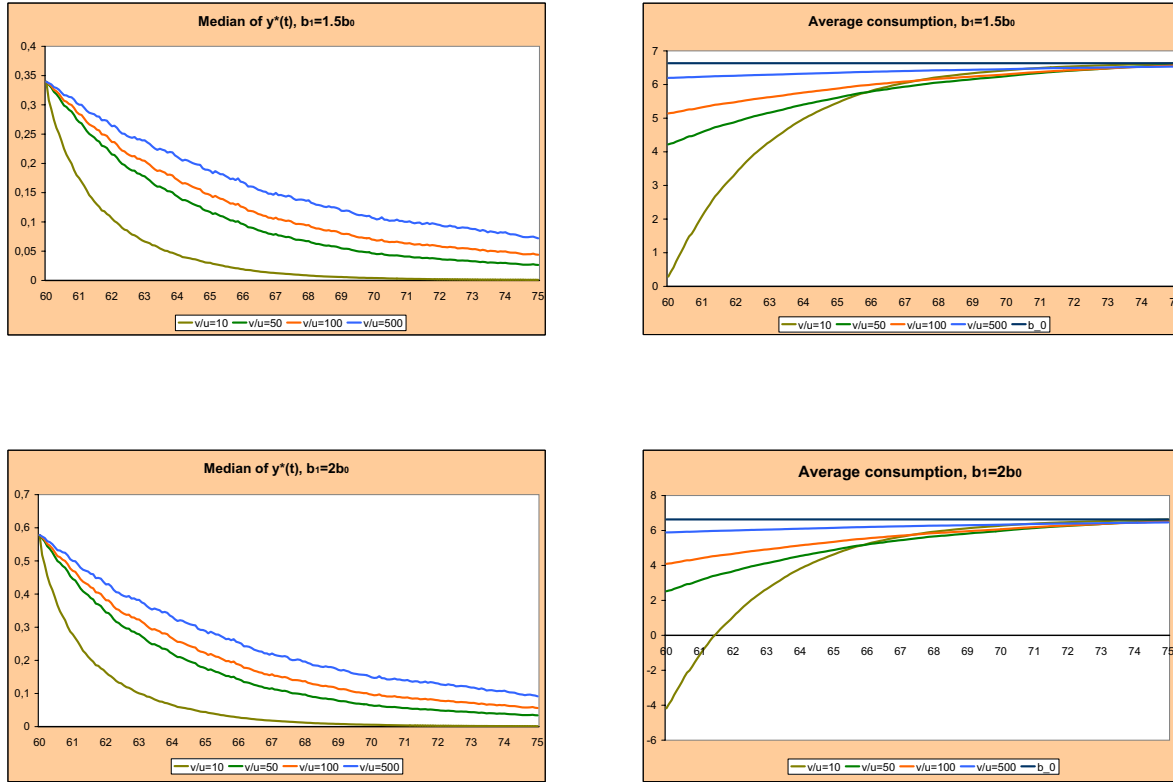 Median of y*(t), b1=1.5b0
0,4
0,35
0,3
0,25
0,2
0,15
0,1
0,05
0
60 61 62 63 64 65 66 67 68 69 70 71 72 73 74 75
v/u=10 v/u=50 v/u=100 v/u=500
Average consumption, b1=1.5b0
7
6
5
4
3
2
1
0
60 61 62 63 64 65 66 67 68 69 70 71 72 73 74 7
v/u=10 v/u=50 v/u=100 v/u=500 b_0
Median of y*(t), b1=2b0
0,7
0,6
0,5
0,4
0,3
0,2
0,1
0
60 61 62 63 64 65 66 67 68 69 70 71 72 73 74 75
v/u=10 v/u=50 v/u=100 v/u=500
Average consumption, b1=2b0
8
6
4
2
0
-2
-4
-6
60 61 62 63 64 65 66 67 68 69 70 71 72 73 74 75
v/u=10 v/u=50 v/u=100 v/u=500 b_0